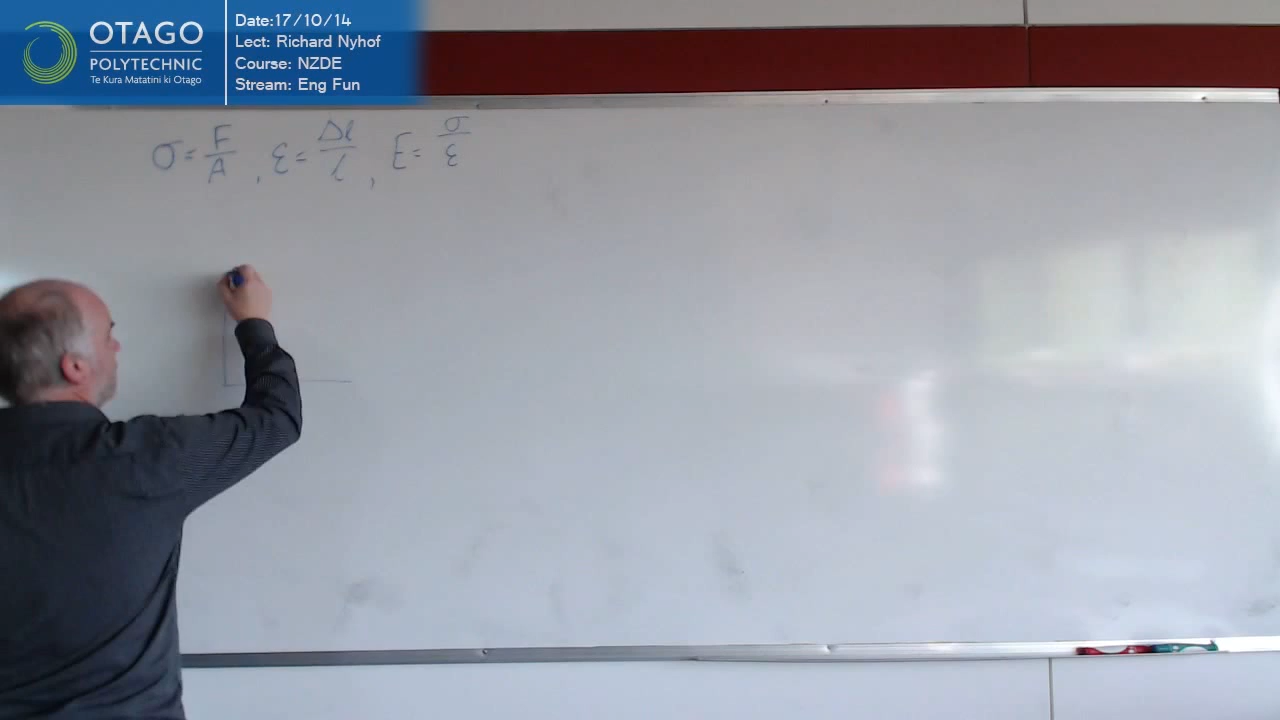 OTAGO
POLYTECHNIC
Te Kura Matatini ki Otago
Date:17/10/14
Lect: Richard Nyhof
Course: NZDE
Stream: Eng Fun
σ = F/A , ε = Δl/l , E = σ/ε